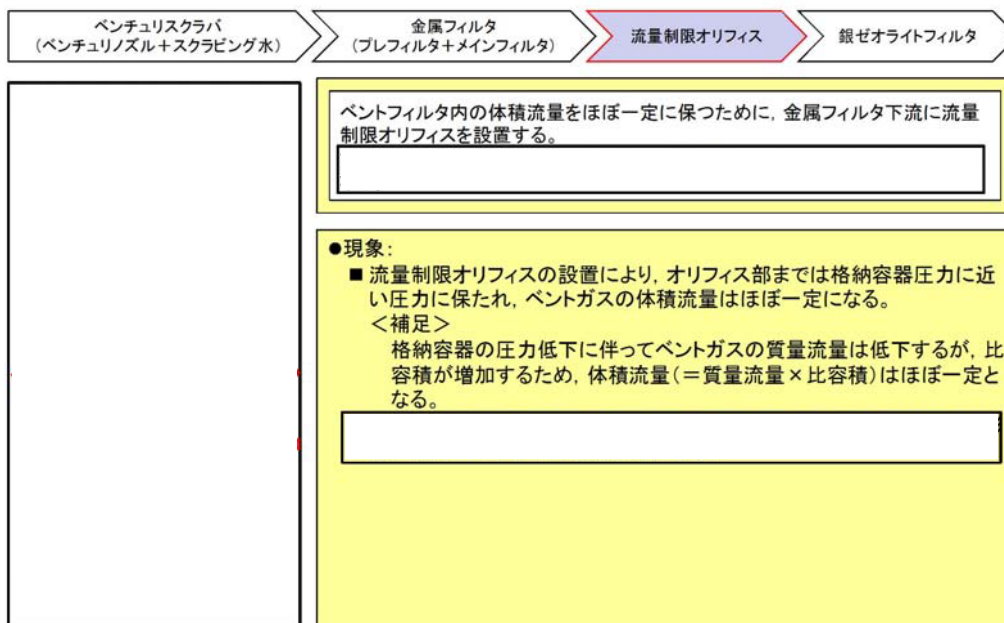 ベンチュリスクラバ
(ベンチュリノズル+スクラビング水)
金属フィルタ
(プレフィルタ+メインフィルタ)
流量制限オリフィス
銀ゼオライトフィルタ
ベントフィルタ内の体積流量をほぼ一定に保つために，金属フィルタ下流に流量
制限オリフィスを設置する。
●現象：
■ 流量制限オリフィスの設置により，オリフィス部までは格納容器圧力に近
い圧力に保たれ，ベントガスの体積流量はほぼ一定になる。
＜補足＞
格納容器の圧力低下に伴ってベントガスの質量流量は低下するが，比
容積が増加するため，体積流量(＝質量流量×比容積)はほぼ一定と
なる。